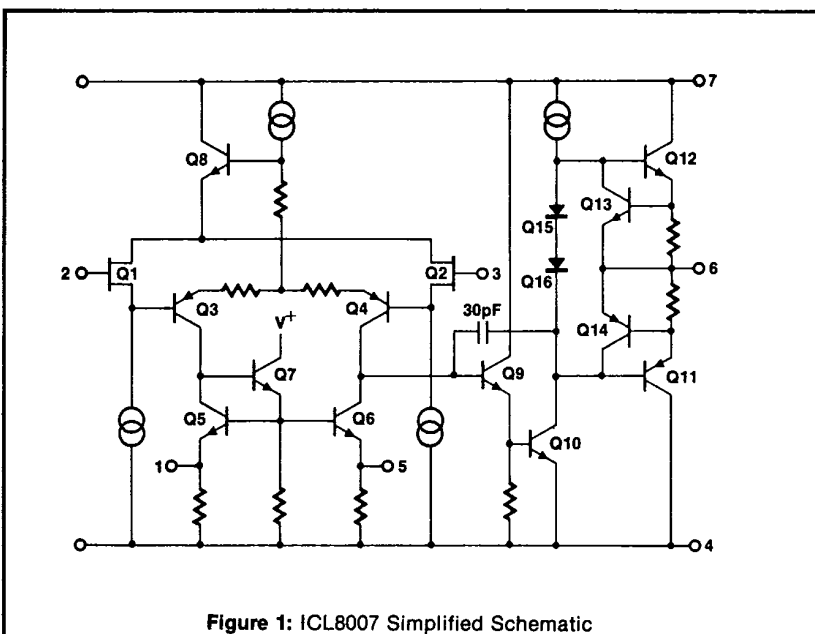 7
Q8
Q12
Q13
Q15
2
Q1
Q2
3
6
Q16
Q3
Q4
30pF
V+
Q14
Q7
Q9
Q11
Q5
Q6
Q10
1
5
4
Figure 1: ICL8007 Simplified Schematic